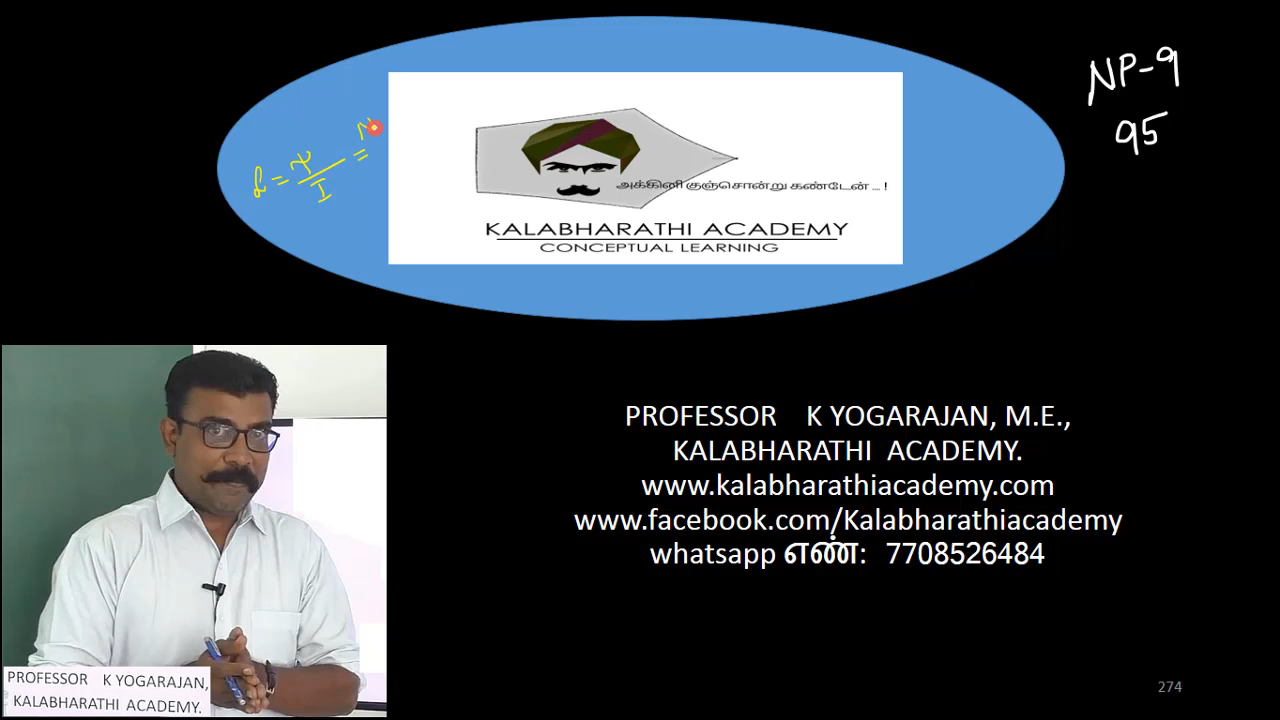 NP-9
95
L = Ψ/I = N
அக்கினி குஞ்சொன்று கண்டேன் ...!
KALABHARATHI ACADEMY
CONCEPTUAL LEARNING
PROFESSOR K YOGARAJAN, M.E.,
KALABHARATHI ACADEMY.
www.kalabharathiacademy.com
www.facebook.com/Kalabharathiacademy
whatsapp எண்: 7708526484
PROFESSOR K YOGARAJAN,
KALABHARATHI ACADEMY.
274